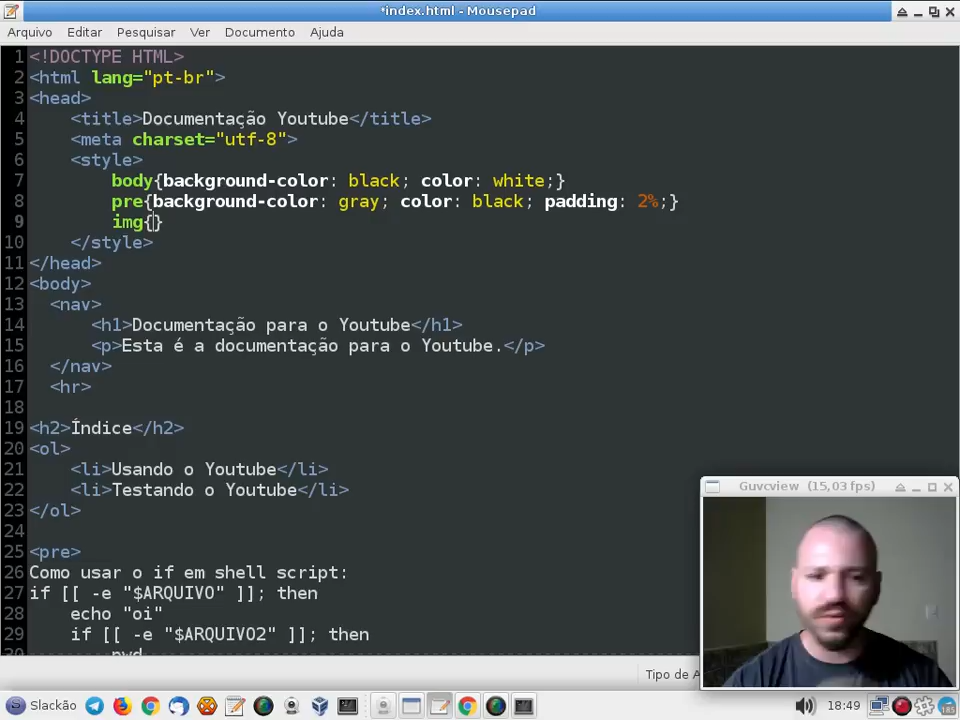 *index.html - Mousepad
Arquivo Editar Pesquisar Ver Documento Ajuda
1 <!DOCTYPE HTML>
2 <html lang="pt-br">
3 <head>
4 <title>Documentação Youtube</title>
5 <meta charset="utf-8">
6 <style>
7 body{background-color: black; color: white;}
8 pre{background-color: gray; color: black; padding: 2%;}
9 img{}
10 </style>
11 </head>
12 <body>
13 <nav>
14 <h1>Documentação para o Youtube</h1>
15 <p>Esta é a documentação para o Youtube.</p>
16 </nav>
17 <hr>
18
19 <h2>Índice</h2>
20 <ol>
21 <li>Usando o Youtube</li>
22 <li>Testando o Youtube</li>
23 </ol>
24
25 <pre>
26 Como usar o if em shell script:
27 if [[ -e "$ARQUIVO" ]]; then
28 echo "oi"
29 if [[ -e "$ARQUIVO2" ]]; then
30 pwd
Guvcview (15,03 fps)
Tipo de A
Slackão 18:49